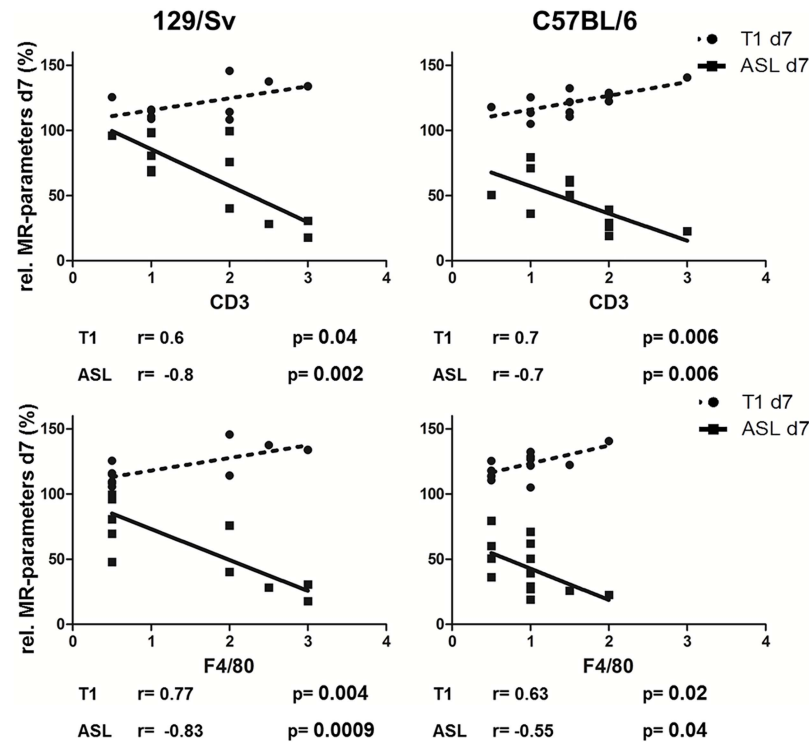 129/Sv C57BL/6
T1 d7
ASL d7
rel. MR-parameters d7 (%)
150
100
50
0
0 1 2 3 4
CD3
150
100
50
0
0 1 2 3 4
CD3
T1 r= 0.6 p= 0.04
ASL r= -0.8 p= 0.002
T1 r= 0.7 p= 0.006
ASL r= -0.7 p= 0.006
T1 d7
ASL d7
rel. MR-parameters d7 (%)
150
100
50
0
0 1 2 3 4
F4/80
150
100
50
0
0 1 2 3 4
F4/80
T1 r= 0.77 p= 0.004
ASL r= -0.83 p= 0.0009
T1 r= 0.63 p= 0.02
ASL r= -0.55 p= 0.04